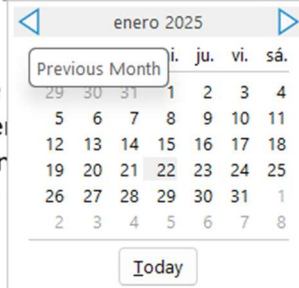 enero 2025
Previous Month
i. ju. vi. sá.
29 30 31 1 2 3 4
5 6 7 8 9 10 11
12 13 14 15 16 17 18
19 20 21 22 23 24 25
26 27 28 29 30 31 1
2 3 4 5 6 7 8
Today